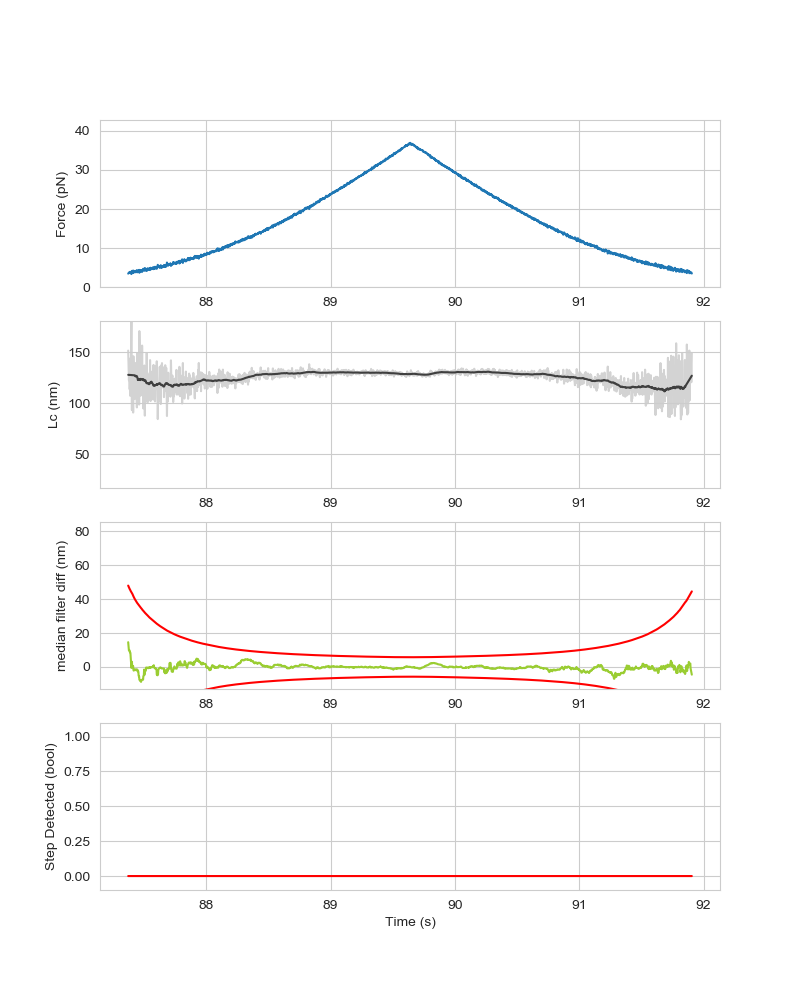 Force (pN)
40
30
20
10
0
88 89 90 91 92
Lc (nm)
150
100
50
88 89 90 91 92
median filter diff (nm)
80
60
40
20
0
88 89 90 91 92
Step Detected (bool)
1.00
0.75
0.50
0.25
0.00
88 89 90 91 92
Time (s)